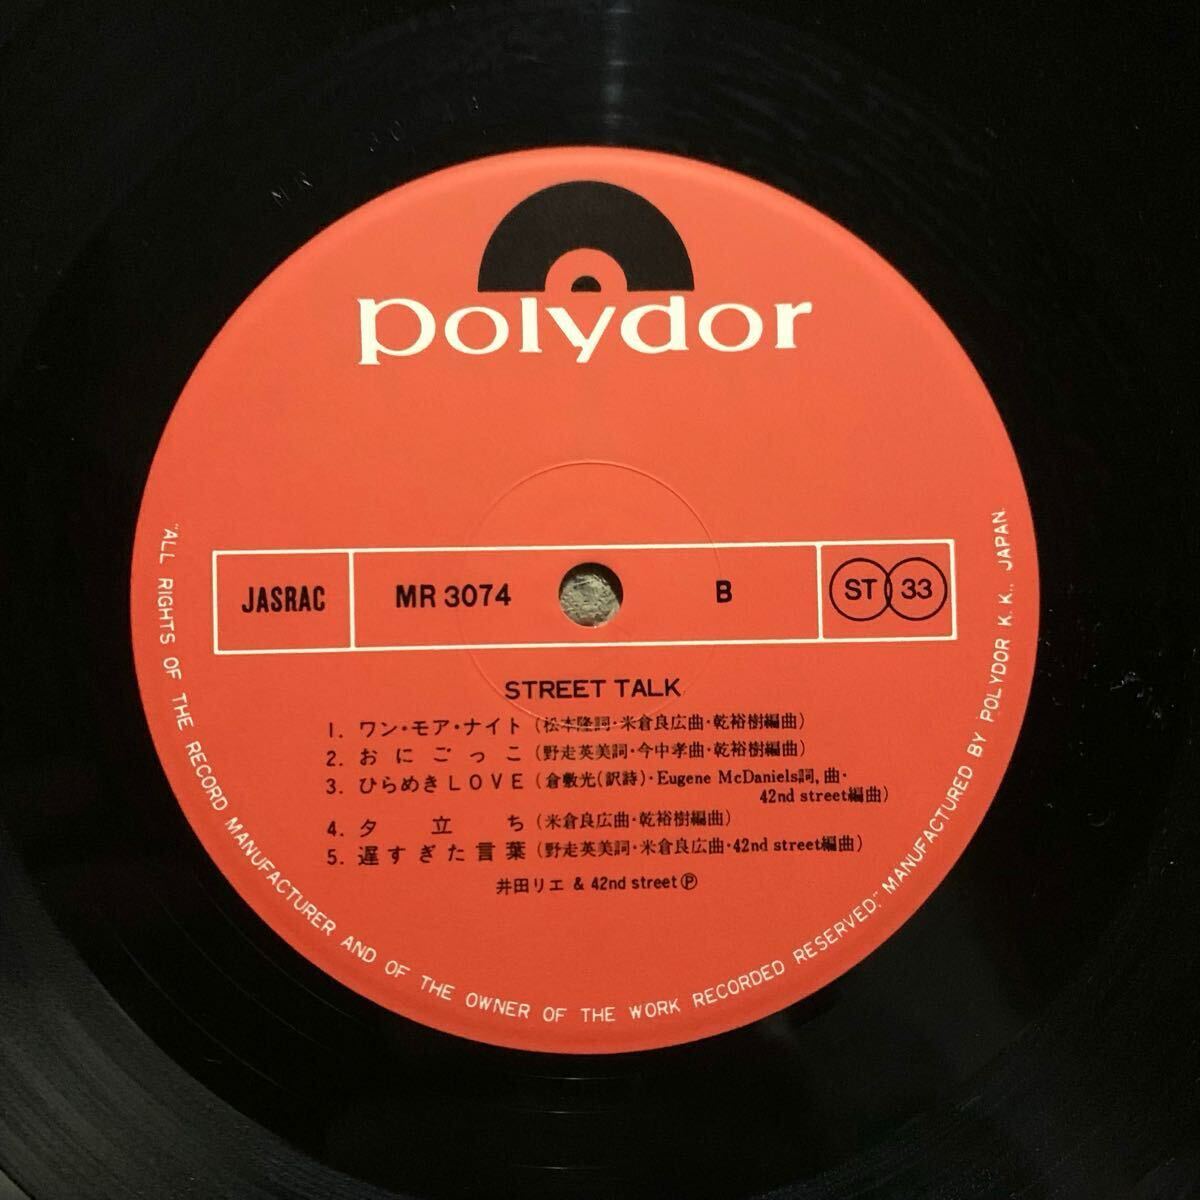 polydor
JASRAC
MR 3074
B
ST 33
STREET TALK
1. ワン・モア・ナイト (松本隆詞・米倉良広曲・乾裕樹編曲)
2. おにごっこ (野走英美詞・今中孝曲・乾裕樹編曲)
3. ひらめきLOVE (倉敷光(訳詩)・Eugene McDaniels詞,曲・
42nd street編曲)
4. 夕立ち (米倉良広曲・乾裕樹編曲)
5. 遅すぎた言葉 (野走英美詞・米倉良広曲・42nd street編曲)
井田リエ & 42nd street Ⓟ
"ALL RIGHTS OF THE RECORD MANUFACTURER AND OF THE OWNER OF THE WORK RECORDED RESERVED." MANUFACTURED BY POLYDOR K. K., JAPAN.